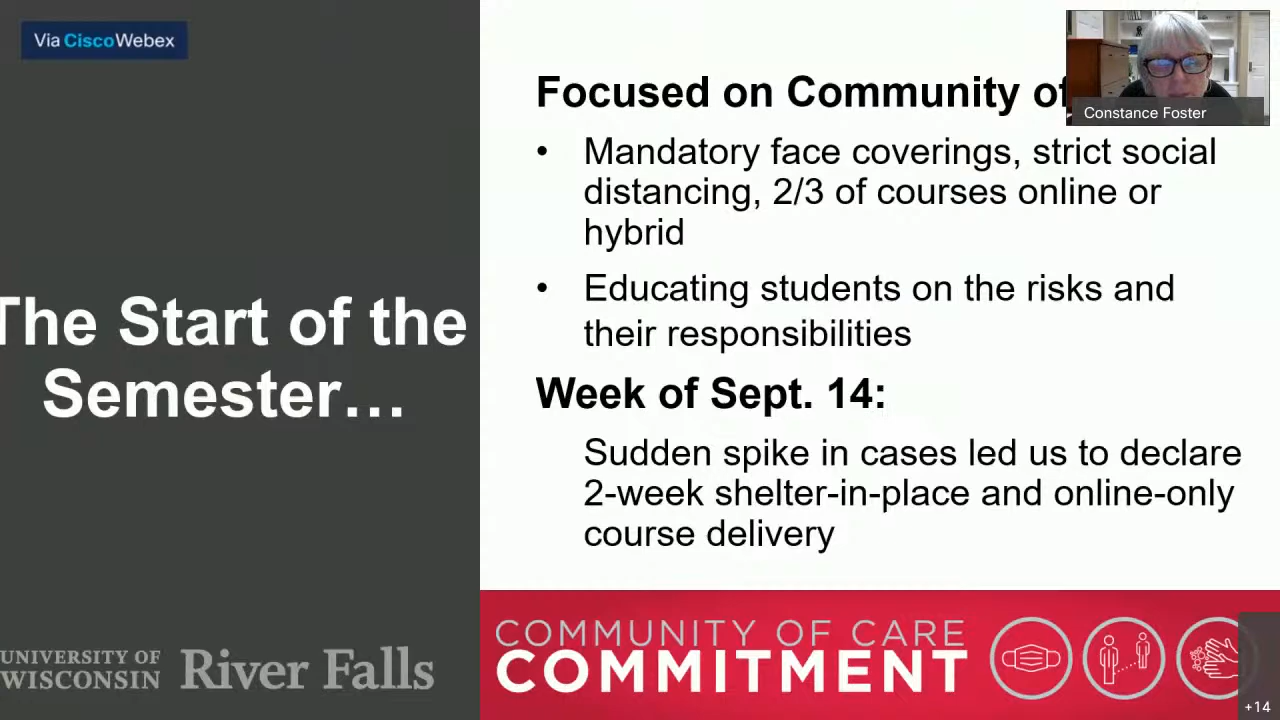 Via CiscoWebex
The Start of the
Semester…
UNIVERSITY OF
WISCONSIN
River Falls
Focused on Community of
• Mandatory face coverings, strict social
distancing, 2/3 of courses online or
hybrid
• Educating students on the risks and
their responsibilities
Week of Sept. 14:
Sudden spike in cases led us to declare
2-week shelter-in-place and online-only
course delivery
COMMUNITY OF CARE
COMMITMENT
Constance Foster
+14